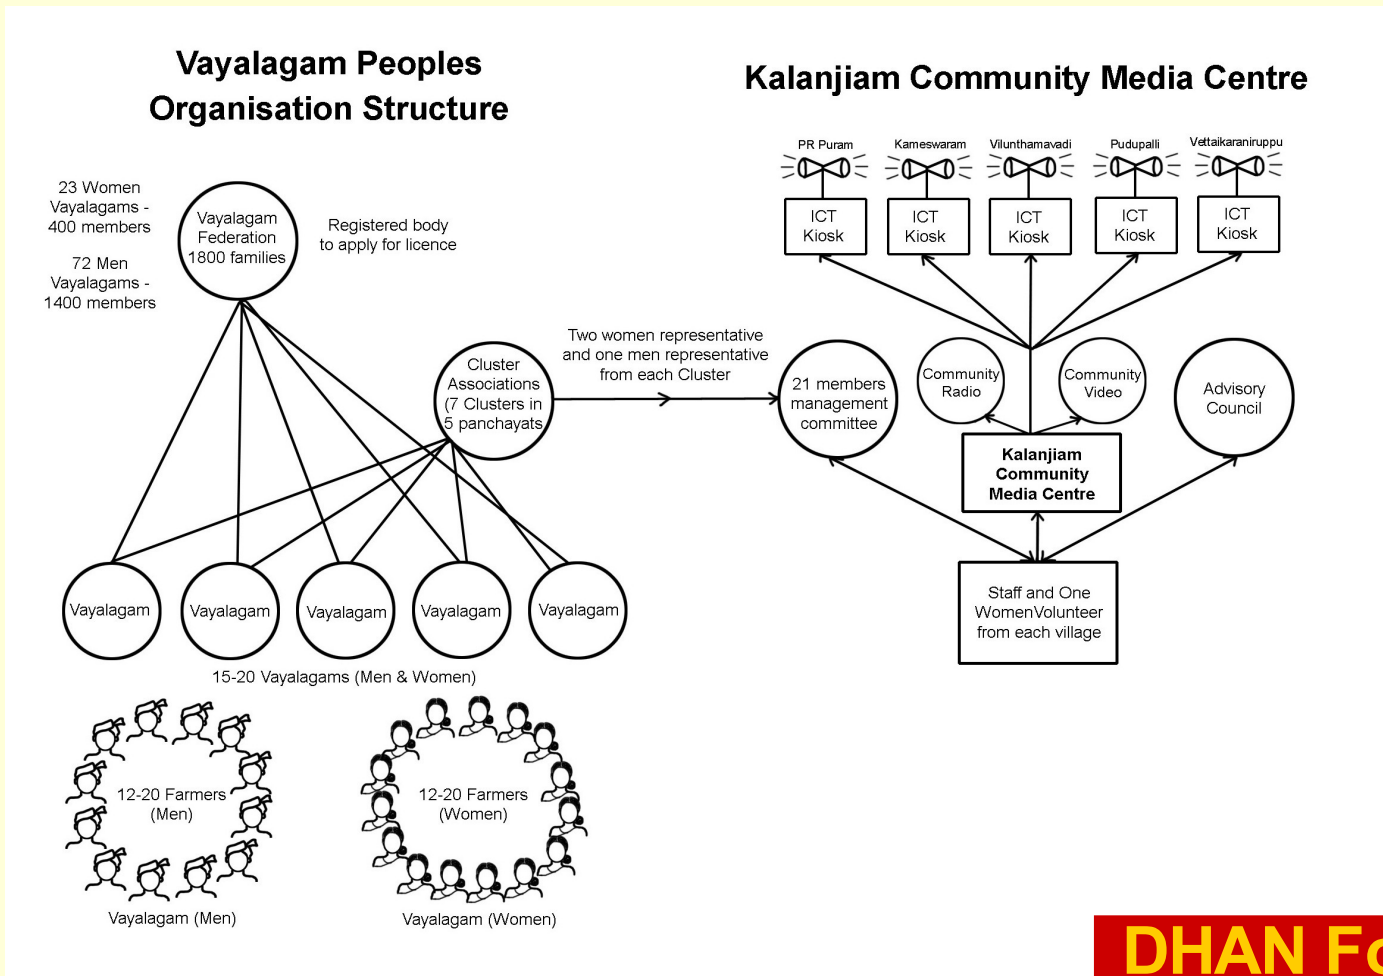 Vayalagam Peoples
Organisation Structure
23 Women
Vayalagams -
400 members
72 Men
Vayalagams -
1400 members
Vayalagam
Federation
1800 families
Registered body
to apply for licence
Cluster
Associations
(7 Clusters in
5 panchayats
Two women representative
and one men representative
from each Cluster
Vayalagam
Vayalagam
Vayalagam
Vayalagam
Vayalagam
15-20 Vayalagams (Men & Women)
12-20 Farmers
(Men)
Vayalagam (Men)
12-20 Farmers
(Women)
Vayalagam (Women)
Kalanjiam Community Media Centre
PR Puram
Kameswaram
Vilunthamavadi
Pudupalli
Vettaikaraniruppu
ICT
Kiosk
ICT
Kiosk
ICT
Kiosk
ICT
Kiosk
ICT
Kiosk
21 members
management
committee
Community
Radio
Community
Video
Advisory
Council
Kalanjiam
Community
Media Centre
Staff and One
WomenVolunteer
from each village
DHAN Fo